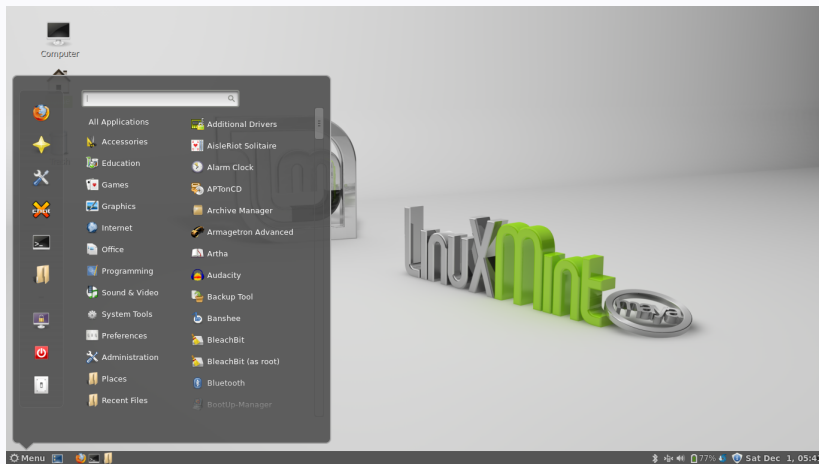 Computer
All Applications
Accessories
Education
Games
Graphics
Internet
Office
Programming
Sound & Video
System Tools
Preferences
Administration
Places
Recent Files
Additional Drivers
AisleRiot Solitaire
Alarm Clock
APTonCD
Archive Manager
Armagetron Advanced
Artha
Audacity
Backup Tool
Banshee
BleachBit
BleachBit (as root)
Bluetooth
BootUp-Manager
LinuxMint
maya
Menu
77%
Sat Dec 1, 05:4